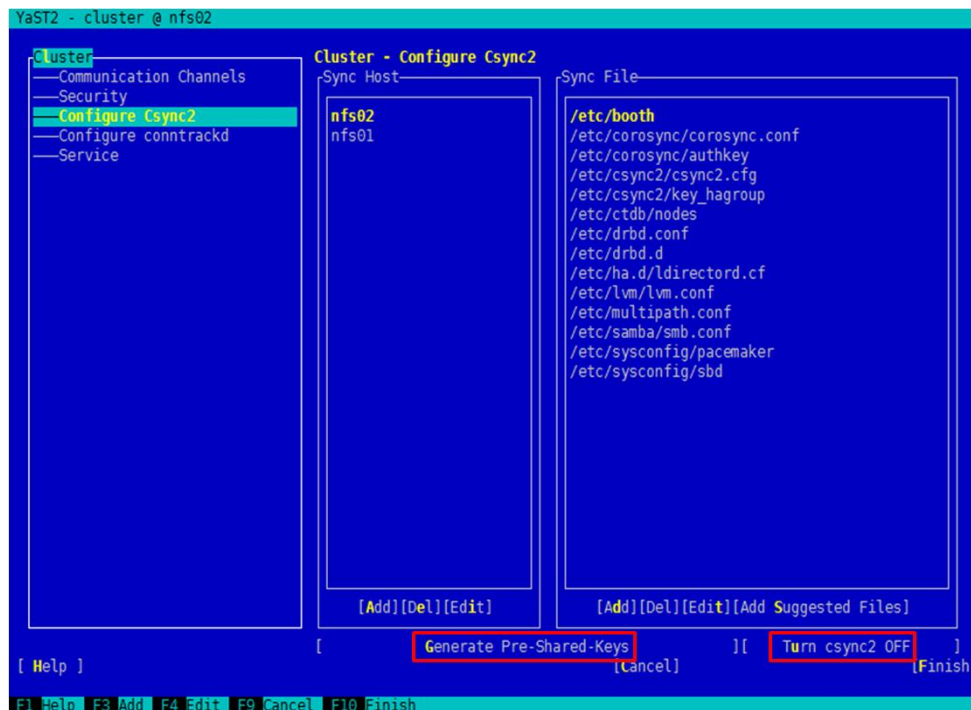 YaST2 - cluster @ nfs02
Cluster
Communication Channels
Security
Configure Csync2
Configure conntrackd
Service
Cluster - Configure Csync2
Sync Host
nfs02
nfs01
[Add][Del][Edit]
Sync File
/etc/booth
/etc/corosync/corosync.conf
/etc/corosync/authkey
/etc/csync2/csync2.cfg
/etc/csync2/key_hagroup
/etc/ctdb/nodes
/etc/drbd.conf
/etc/drbd.d
/etc/ha.d/ldirectord.cf
/etc/lvm/lvm.conf
/etc/multipath.conf
/etc/samba/smb.conf
/etc/sysconfig/pacemaker
/etc/sysconfig/sbd
[Add][Del][Edit][Add Suggested Files]
[ Generate Pre-Shared-Keys ][ Turn csync2 OFF ]
[ Help ] [Cancel] [Finish
F1 Help F3 Add F4 Edit F9 Cancel F10 Finish